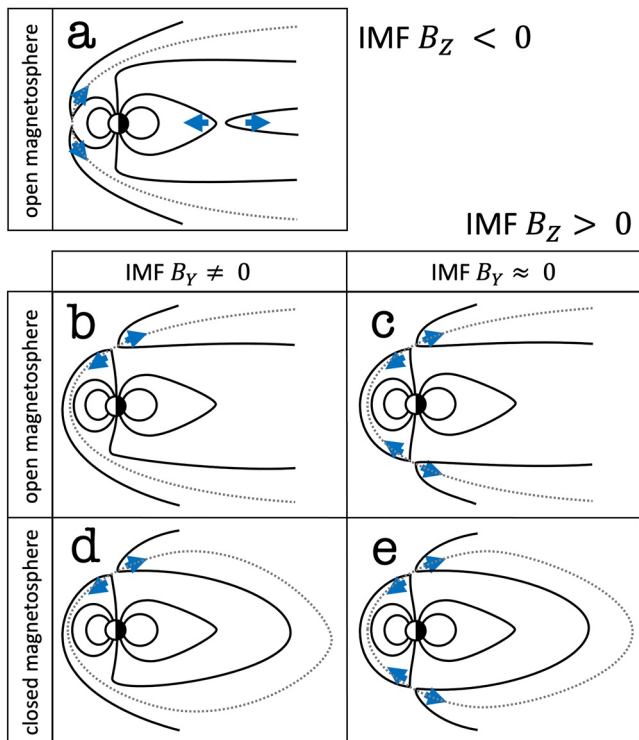 open magnetosphere
a
IMF B_Z < 0
IMF B_Z > 0
IMF B_Y ≠ 0
IMF B_Y ≈ 0
open magnetosphere
b
c
closed magnetosphere
d
e